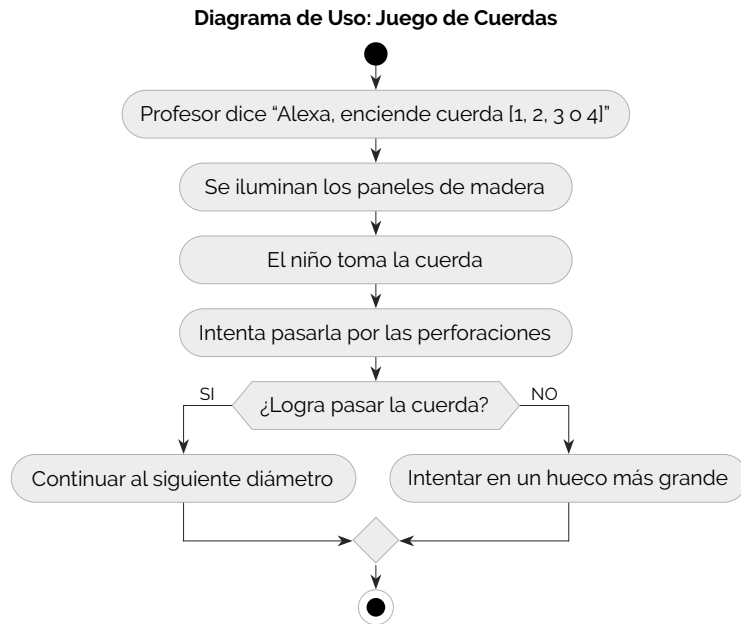 Diagrama de Uso: Juego de Cuerdas
Profesor dice “Alexa, enciende cuerda [1, 2, 3 o 4]”
Se iluminan los paneles de madera
El niño toma la cuerda
Intenta pasarla por las perforaciones
SI
¿Logra pasar la cuerda?
NO
Continuar al siguiente diámetro
Intentar en un hueco más grande